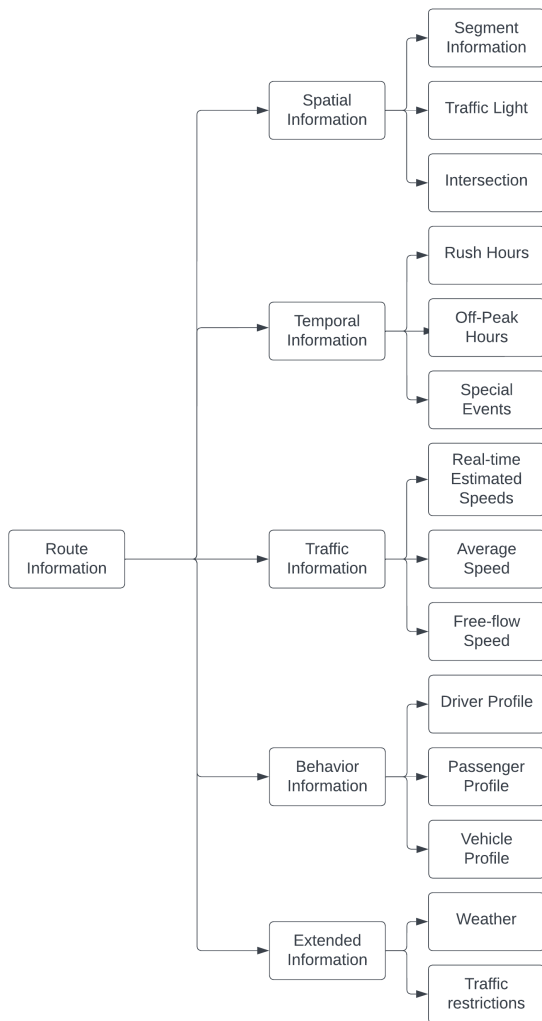 Segment
Information
Spatial
Information
Traffic Light
Intersection
Rush Hours
Temporal
Information
Off-Peak
Hours
Special
Events
Real-time
Estimated
Speeds
Route
Information
Traffic
Information
Average
Speed
Free-flow
Speed
Driver Profile
Behavior
Information
Passenger
Profile
Vehicle
Profile
Weather
Extended
Information
Traffic
restrictions